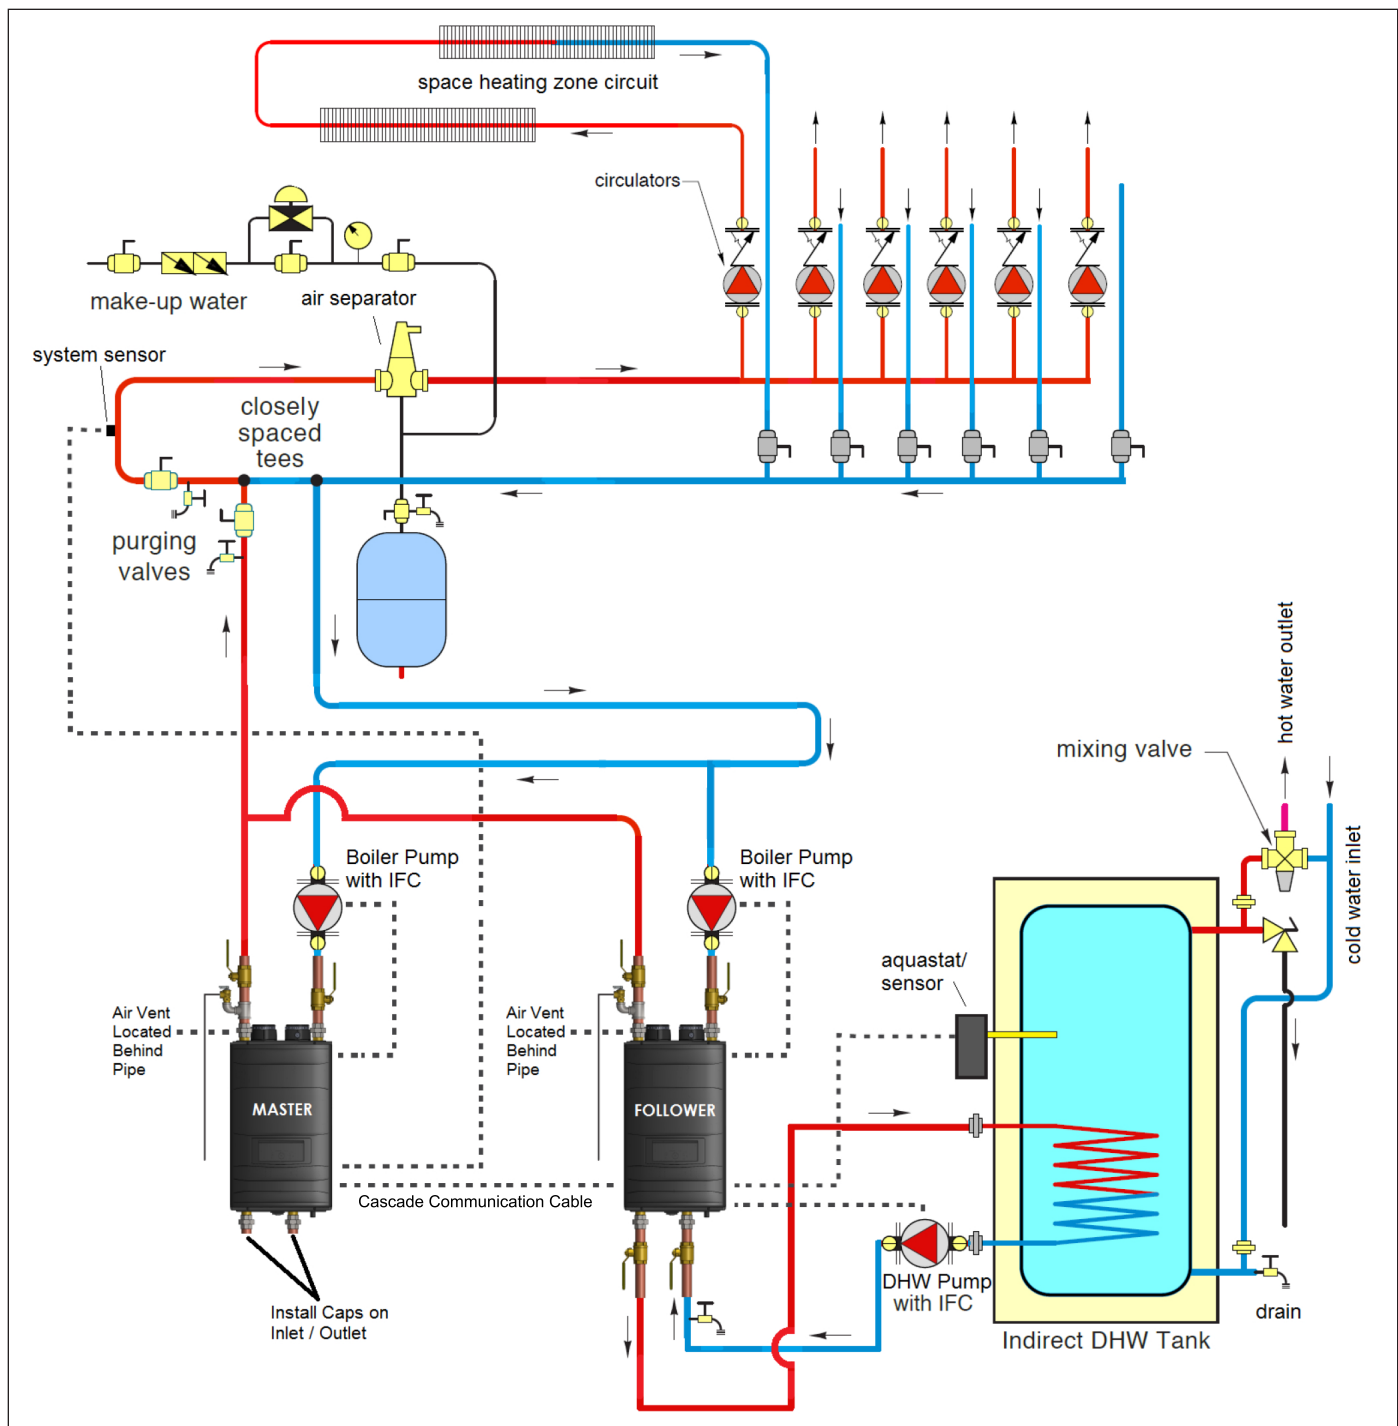 space heating zone circuit
circulators
make-up water
air separator
system sensor
closely
spaced
tees
purging
valves
hot water outlet
mixing valve
cold water inlet
Boiler Pump
with IFC
Boiler Pump
with IFC
aquastat/
sensor
Air Vent
Located
Behind
Pipe
Air Vent
Located
Behind
Pipe
MASTER
FOLLOWER
Cascade Communication Cable
DHW Pump
with IFC
Install Caps on
Inlet / Outlet
drain
Indirect DHW Tank